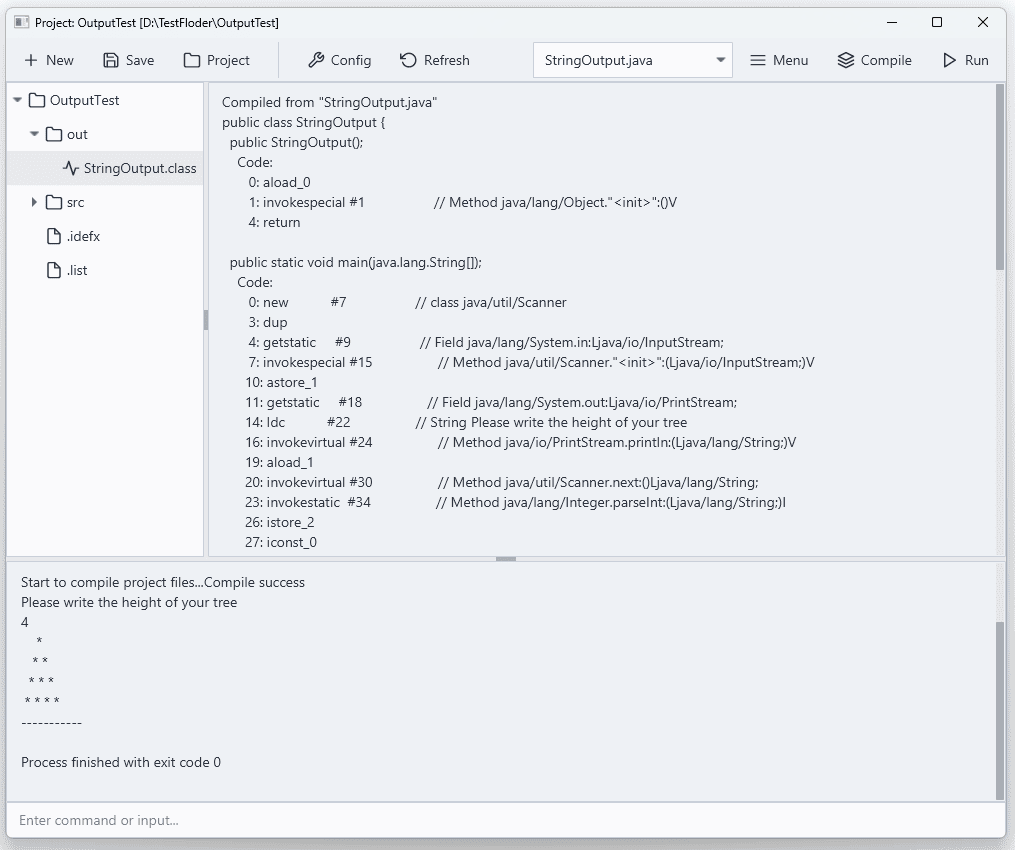 Project: OutputTest [D:\TestFloder\OutputTest]
New Save Project Config Refresh StringOutput.java Menu Compile Run
OutputTest
out
StringOutput.class
src
.idefx
.list
Compiled from "StringOutput.java"
public class StringOutput {
  public StringOutput();
    Code:
       0: aload_0
       1: invokespecial #1                  // Method java/lang/Object."<init>":()V
       4: return

  public static void main(java.lang.String[]);
    Code:
       0: new           #7                  // class java/util/Scanner
       3: dup
       4: getstatic     #9                  // Field java/lang/System.in:Ljava/io/InputStream;
       7: invokespecial #15                 // Method java/util/Scanner."<init>":(Ljava/io/InputStream;)V
      10: astore_1
      11: getstatic     #18                 // Field java/lang/System.out:Ljava/io/PrintStream;
      14: ldc           #22                 // String Please write the height of your tree
      16: invokevirtual #24                 // Method java/io/PrintStream.println:(Ljava/lang/String;)V
      19: aload_1
      20: invokevirtual #30                 // Method java/util/Scanner.next:()Ljava/lang/String;
      23: invokestatic  #34                 // Method java/lang/Integer.parseInt:(Ljava/lang/String;)I
      26: istore_2
      27: iconst_0
Start to compile project files...Compile success
Please write the height of your tree
4
    *
   * *
  * * *
 * * * *
-----------

Process finished with exit code 0
Enter command or input...